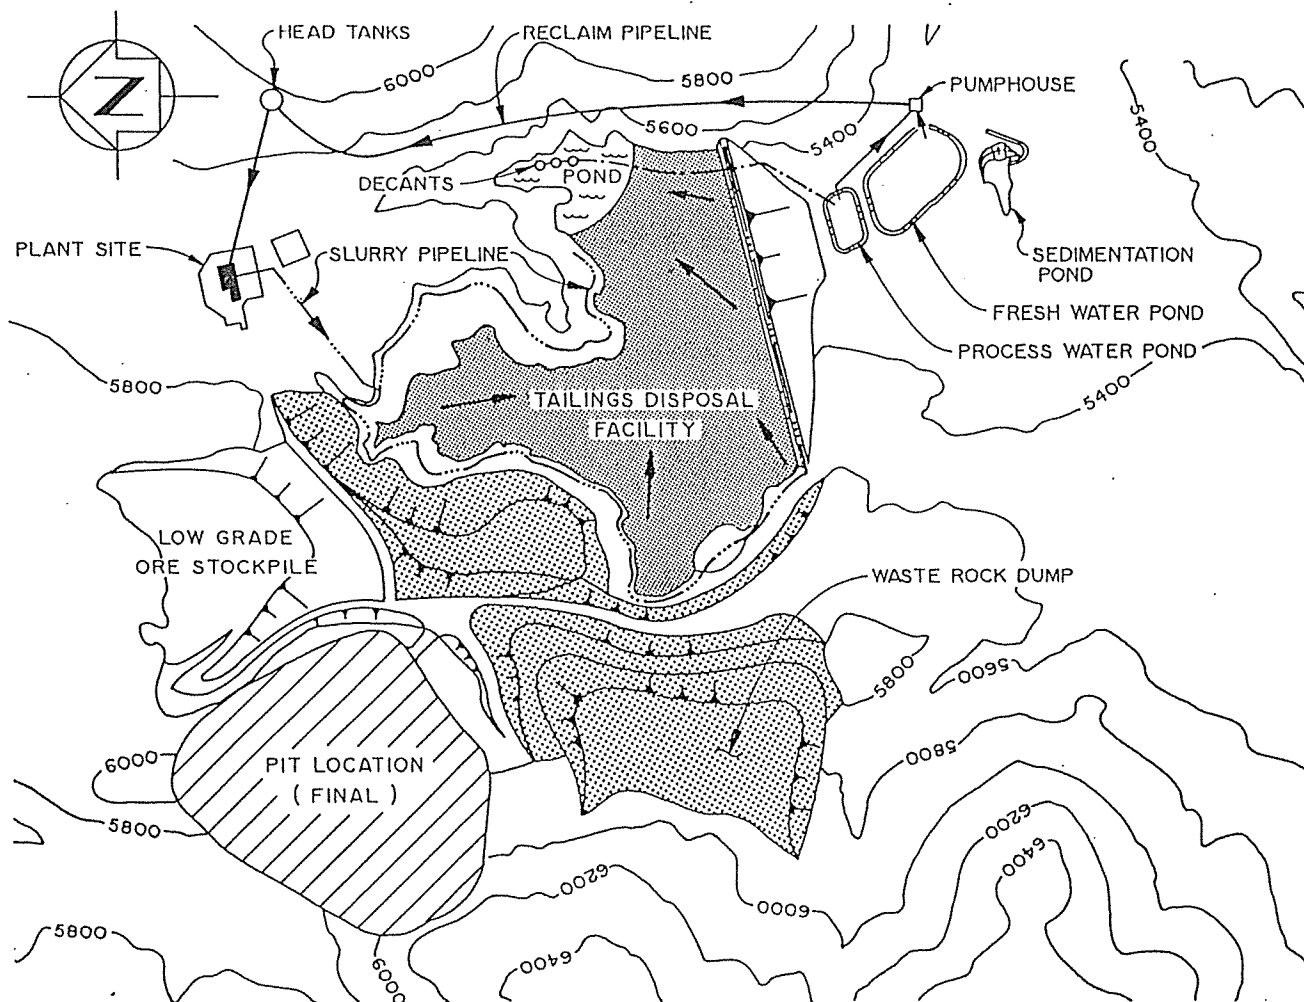 HEAD TANKS
RECLAIM PIPELINE
6000
5800
PUMPHOUSE
N
5600
5400
5400
DECANTS
POND
PLANT SITE
SLURRY PIPELINE
SEDIMENTATION
POND
FRESH WATER POND
PROCESS WATER POND
5800
5400
TAILINGS DISPOSAL
FACILITY
LOW GRADE
ORE STOCKPILE
WASTE ROCK DUMP
5800
5600
5800
6000
PIT LOCATION
( FINAL )
5800
6200
6400
6200
6000
5800
6400
6000